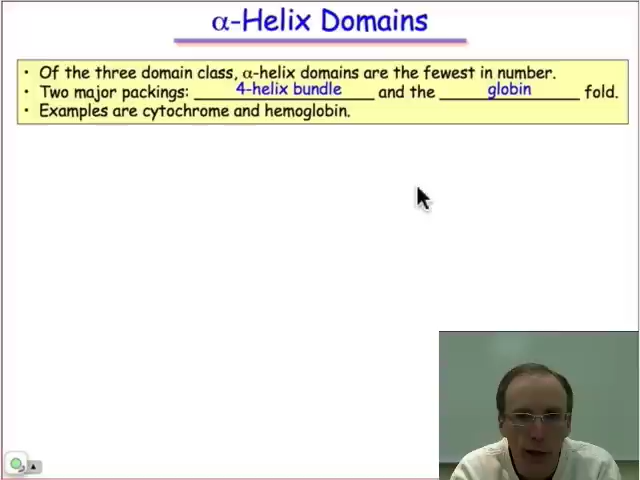 α-Helix Domains
• Of the three domain class, α-helix domains are the fewest in number.
• Two major packings: 4-helix bundle and the globin fold.
• Examples are cytochrome and hemoglobin.